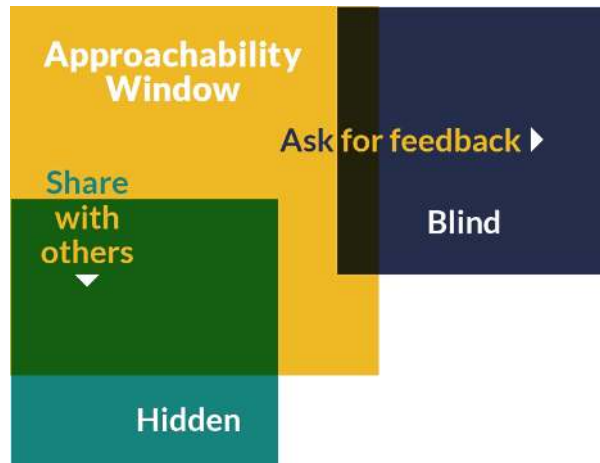 Approachability
Window
Ask for feedback
Share
with
others
Blind
Hidden